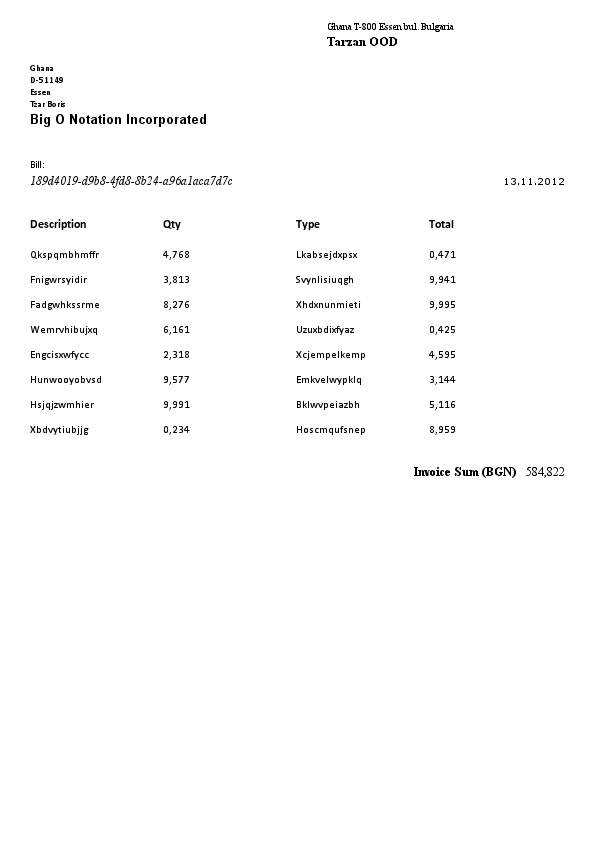 Ghana T-800 Essen bul. Bulgaria
Tarzan OOD
Ghana
D-51149
Essen
Tzar Boris
Big O Notation Incorporated
Bill:
189d4019-d9b8-4fd8-8b24-a96a1aca7d7c 13.11.2012
Description Qty Type Total
Qkspqmbhmffr 4,768 Lkabsejdxpsx 0,471
Fnigwrsyidir 3,813 Svynlisiuqgh 9,941
Fadgwhkssrme 8,276 Xhdxnunmieti 9,995
Wemrvhibujxq 6,161 Uzuxbdixfyaz 0,425
Engcisxwfycc 2,318 Xcjempelkemp 4,595
Hunwooyobvsd 9,577 Emkvelwypklq 3,144
Hsjqjzwmhier 9,991 Bklwvpeiazbh 5,116
Xbdvytiubjjg 0,234 Hoscmqufsnep 8,959
Invoice Sum (BGN) 584,822